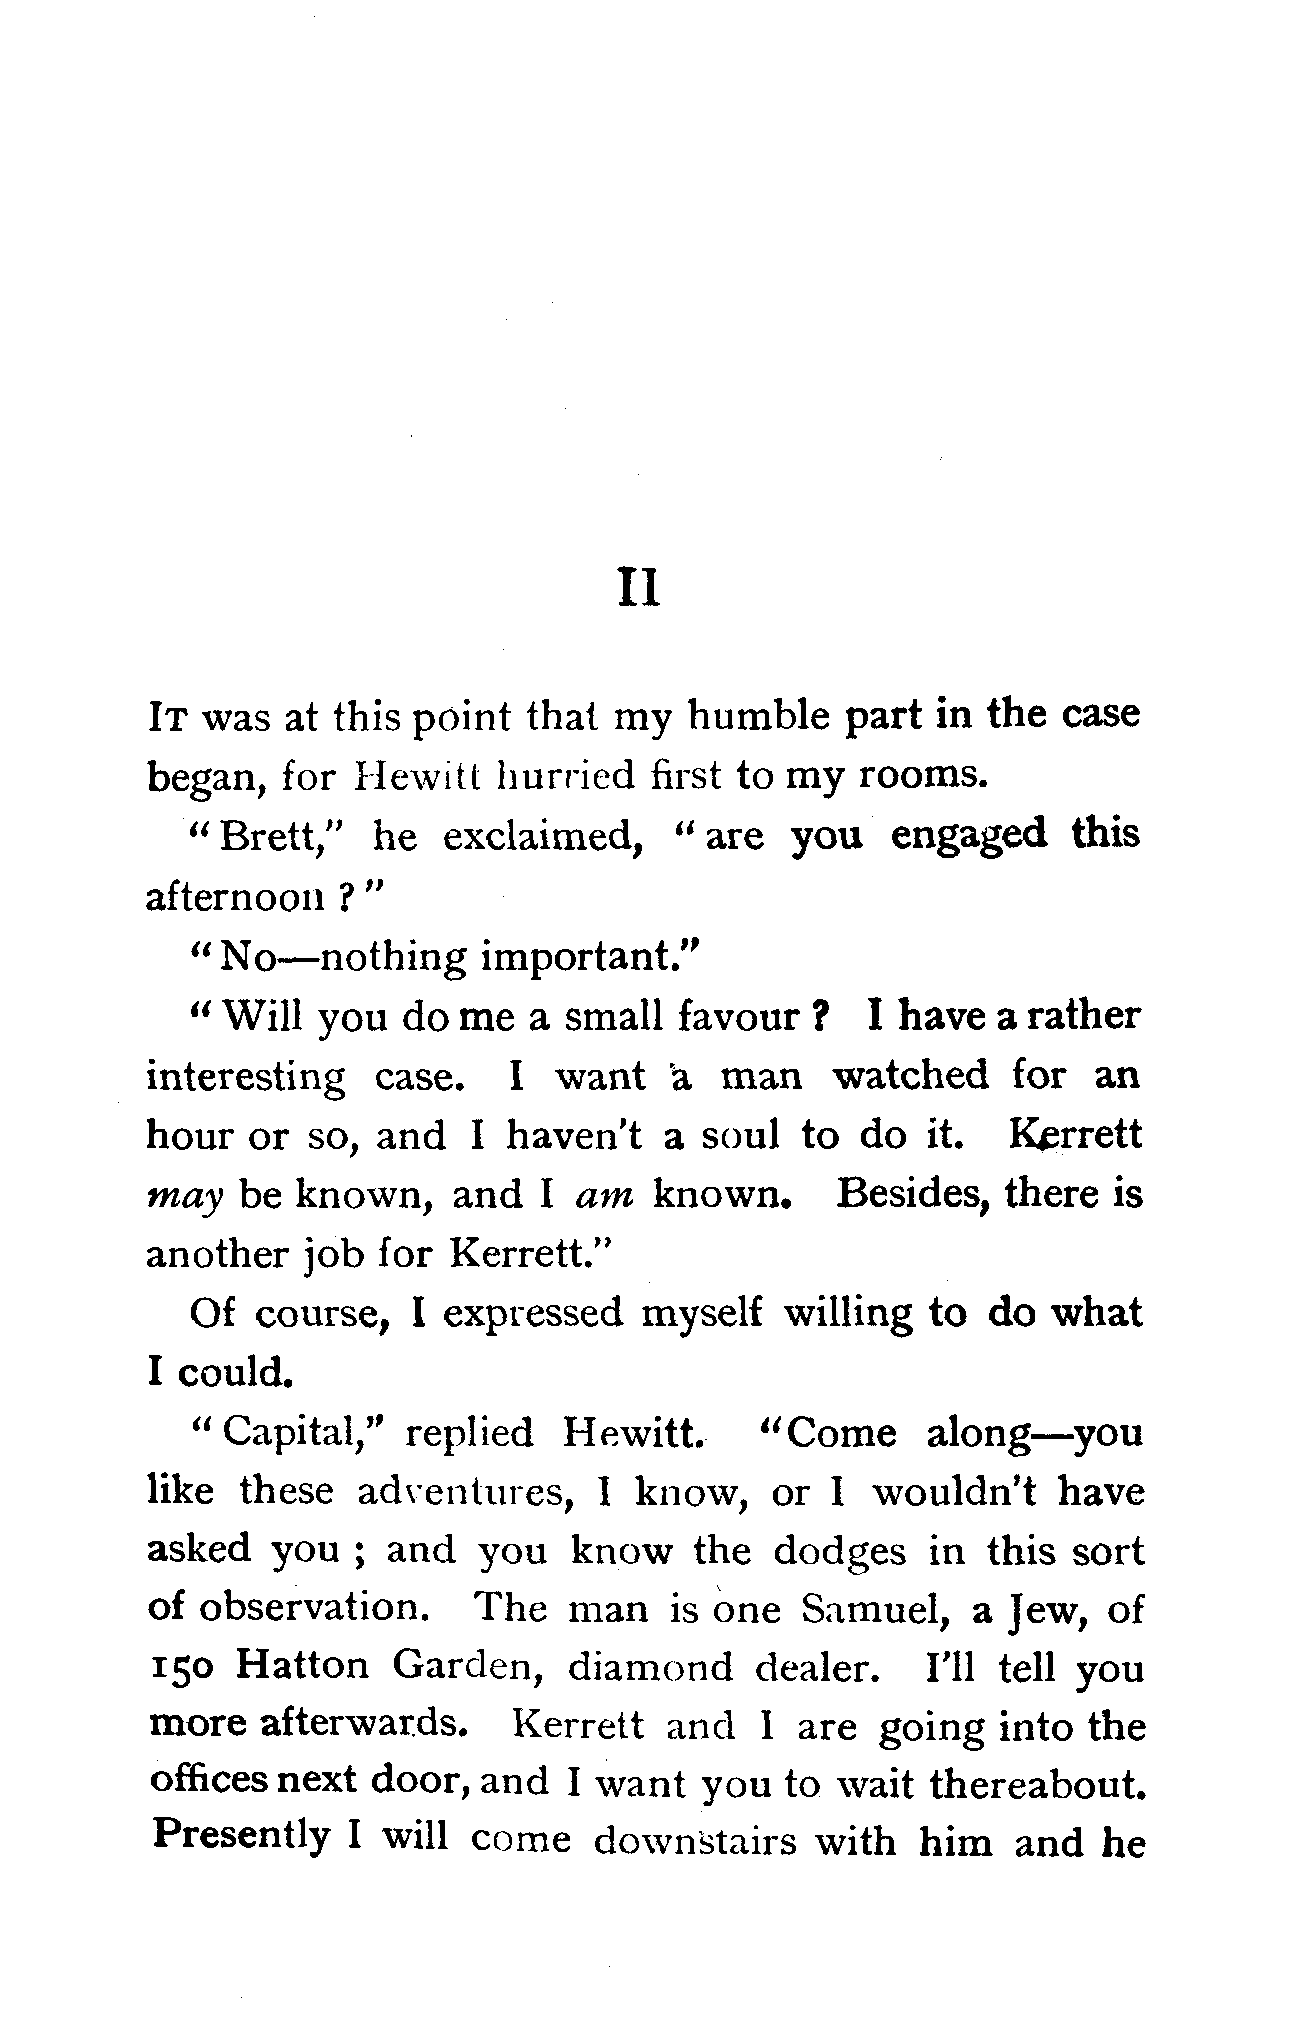 II
IT was at this point that my humble part in the case
began, for Hewitt hurried first to my rooms.
" Brett," he exclaimed, " are you engaged this
afternoon ? "
" No—nothing important."
" Will you do me a small favour ? I have a rather
interesting case. I want a man watched for an
hour or so, and I haven't a soul to do it. Kerrett
may be known, and I am known. Besides, there is
another job for Kerrett."
Of course, I expressed myself willing to do what
I could.
" Capital," replied Hewitt. "Come along—you
like these adventures, I know, or I wouldn't have
asked you ; and you know the dodges in this sort
of observation. The man is one Samuel, a Jew, of
150 Hatton Garden, diamond dealer. I'll tell you
more afterwards. Kerrett and I are going into the
offices next door, and I want you to wait thereabout.
Presently I will come downstairs with him and he